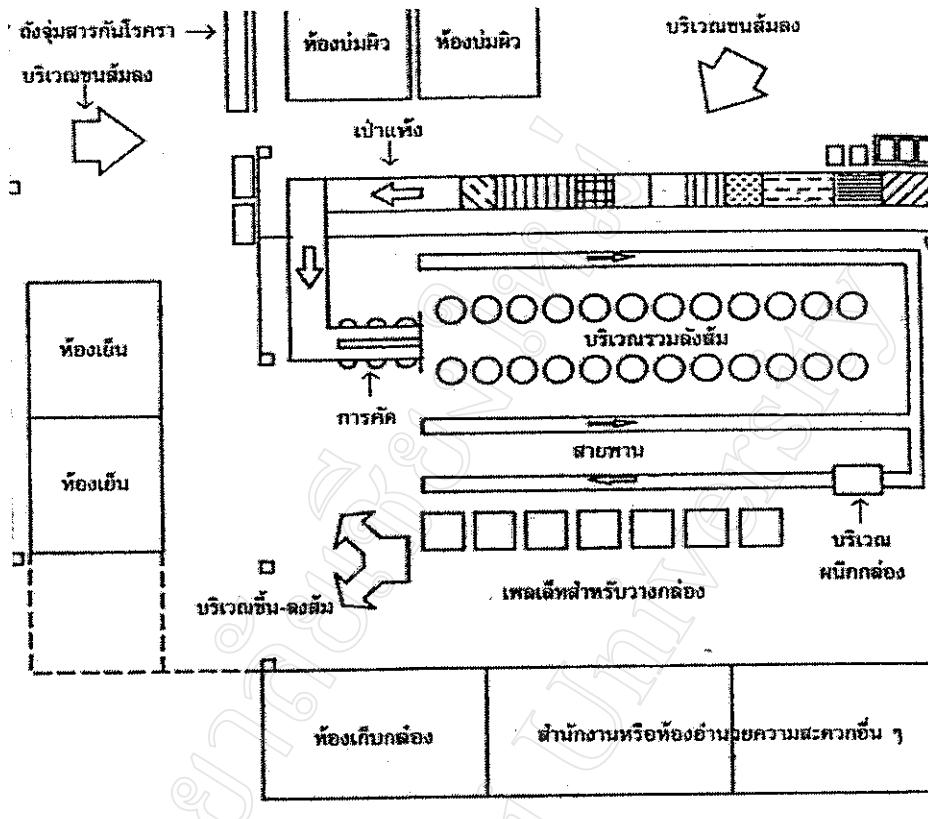 ถังจุ่มสารกันโรครา
บริเวณขนส้มลง
ห้องบ่มผิว
ห้องบ่มผิว
บริเวณขนส้มลง
เป่าแห้ง
บริเวณรวมลังส้ม
ห้องเย็น
การคัด
สายพาน
ห้องเย็น
บริเวณ
ผนึกกล่อง
เพลเล็ทสำหรับวางกล่อง
บริเวณขึ้น-ลงส้ม
ห้องเก็บกล่อง
สำนักงานหรือห้องอำนวยความสะดวกอื่น ๆ
University
University